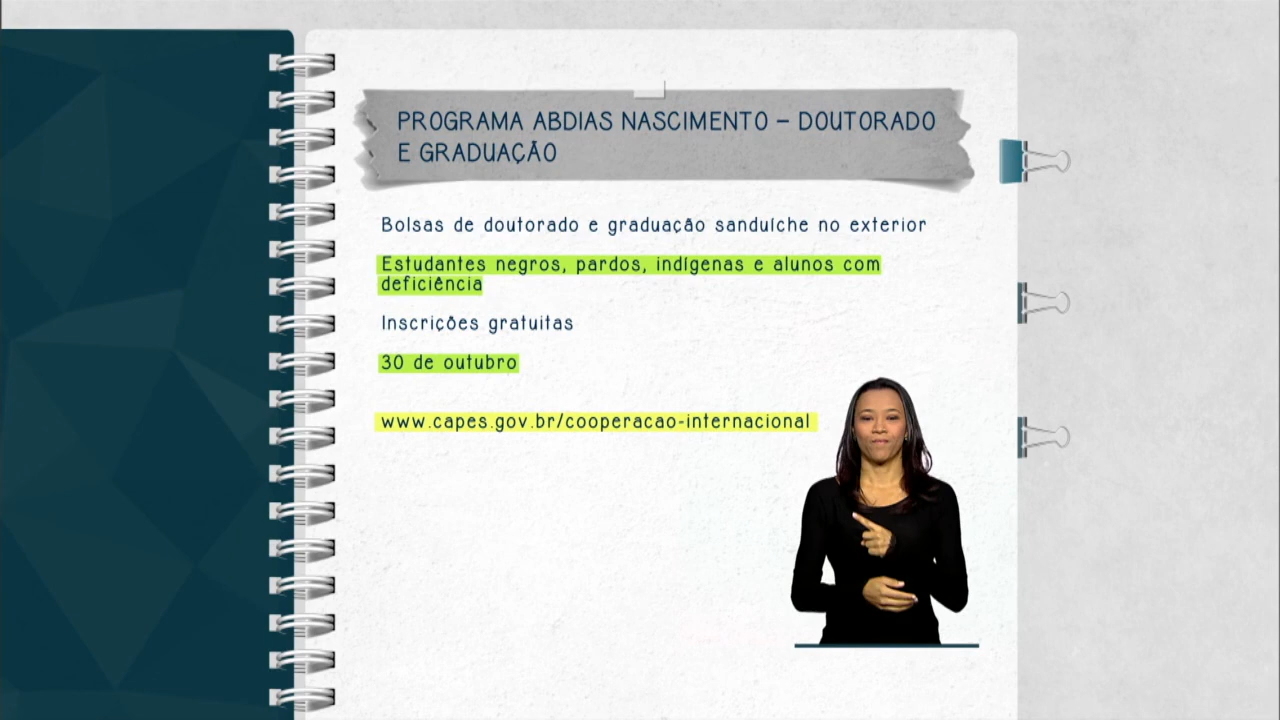 PROGRAMA ABDIAS NASCIMENTO – DOUTORADO
E GRADUAÇÃO
Bolsas de doutorado e graduação sanduíche no exterior
Estudantes negros, pardos, indígenas e alunos com
deficiência
Inscrições gratuitas
30 de outubro
www.capes.gov.br/cooperacao-internacional